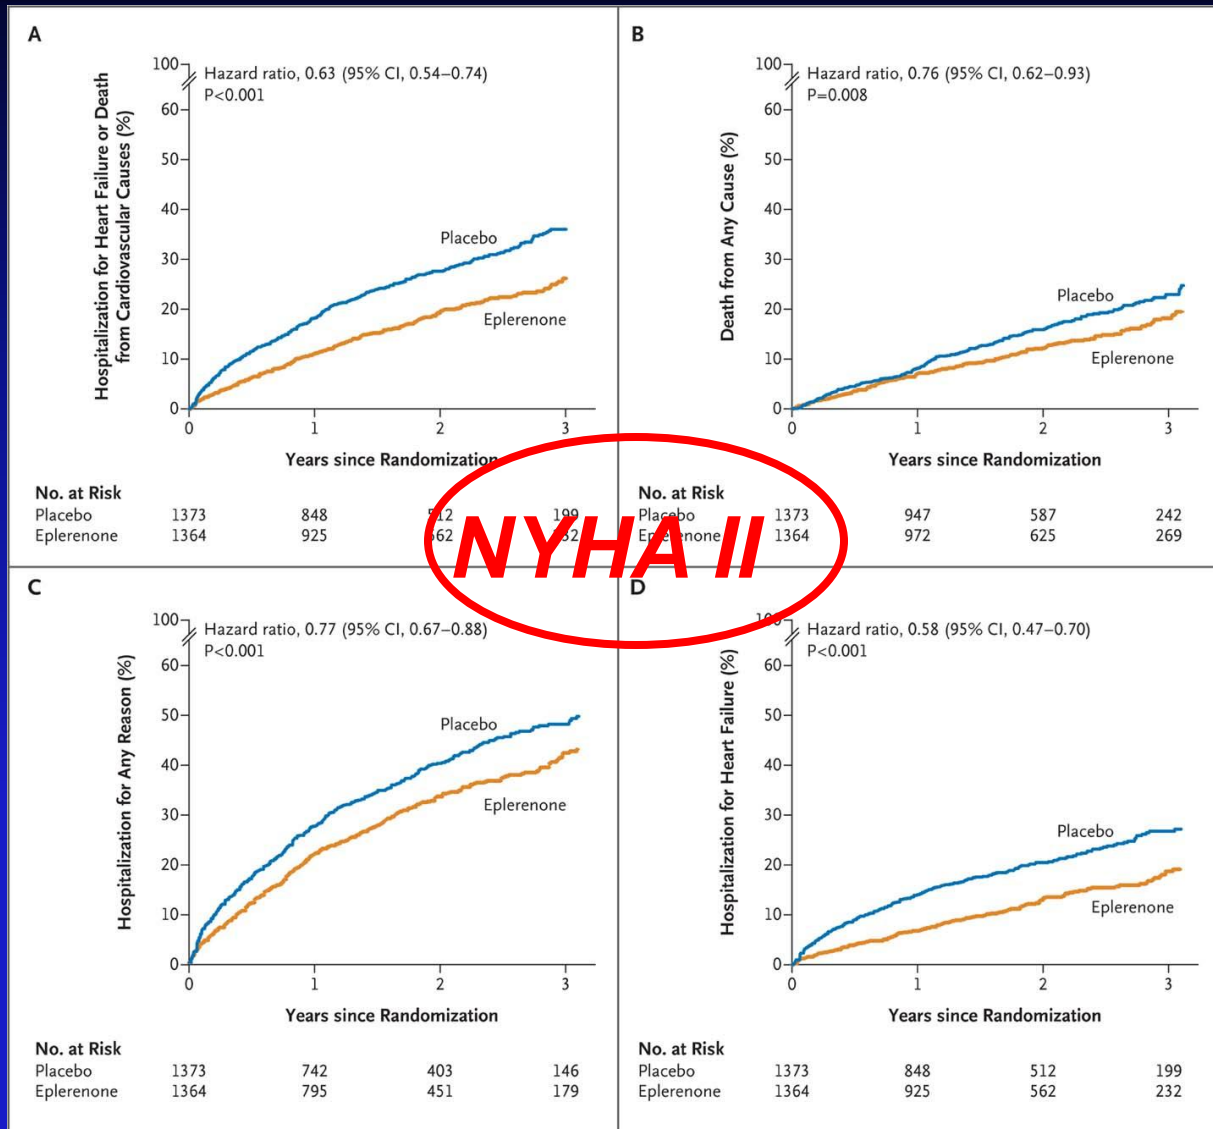 A
Hospitalization for Heart Failure or Death
from Cardiovascular Causes (%)
100
60
50
40
30
20
10
0
Hazard ratio, 0.63 (95% CI, 0.54–0.74)
P<0.001
Placebo
Eplerenone
0 1 2 3
Years since Randomization
No. at Risk
Placebo 1373 848 512 199
Eplerenone 1364 925 562 232
B
Death from Any Cause (%)
100
60
50
40
30
20
10
0
Hazard ratio, 0.76 (95% CI, 0.62–0.93)
P=0.008
Placebo
Eplerenone
0 1 2 3
Years since Randomization
No. at Risk
Placebo 1373 947 587 242
Eplerenone 1364 972 625 269
NYHA II
C
Hospitalization for Any Reason (%)
100
60
50
40
30
20
10
0
Hazard ratio, 0.77 (95% CI, 0.67–0.88)
P<0.001
Placebo
Eplerenone
0 1 2 3
Years since Randomization
No. at Risk
Placebo 1373 742 403 146
Eplerenone 1364 795 451 179
D
Hospitalization for Heart Failure (%)
100
60
50
40
30
20
10
0
Hazard ratio, 0.58 (95% CI, 0.47–0.70)
P<0.001
Placebo
Eplerenone
0 1 2 3
Years since Randomization
No. at Risk
Placebo 1373 848 512 199
Eplerenone 1364 925 562 232